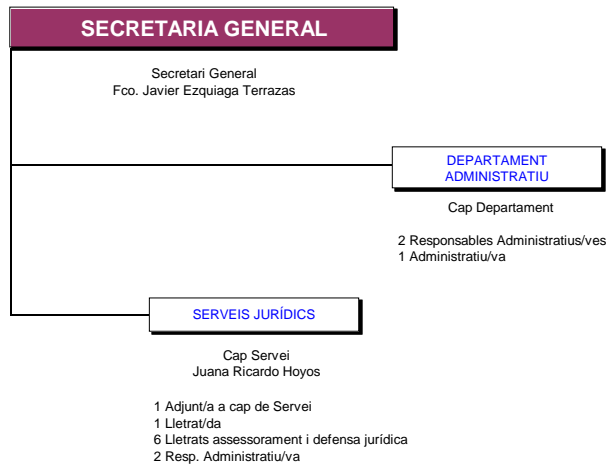 SECRETARIA GENERAL
Secretari General
Fco. Javier Ezquiaga Terrazas
DEPARTAMENT
ADMINISTRATIU
Cap Departament
2 Responsables Administratius/ves
1 Administratiu/va
SERVEIS JURÍDICS
Cap Servei
Juana Ricardo Hoyos
1 Adjunt/a a cap de Servei
1 Lletrat/da
6 Lletrats assessorament i defensa jurídica
2 Resp. Administratiu/va